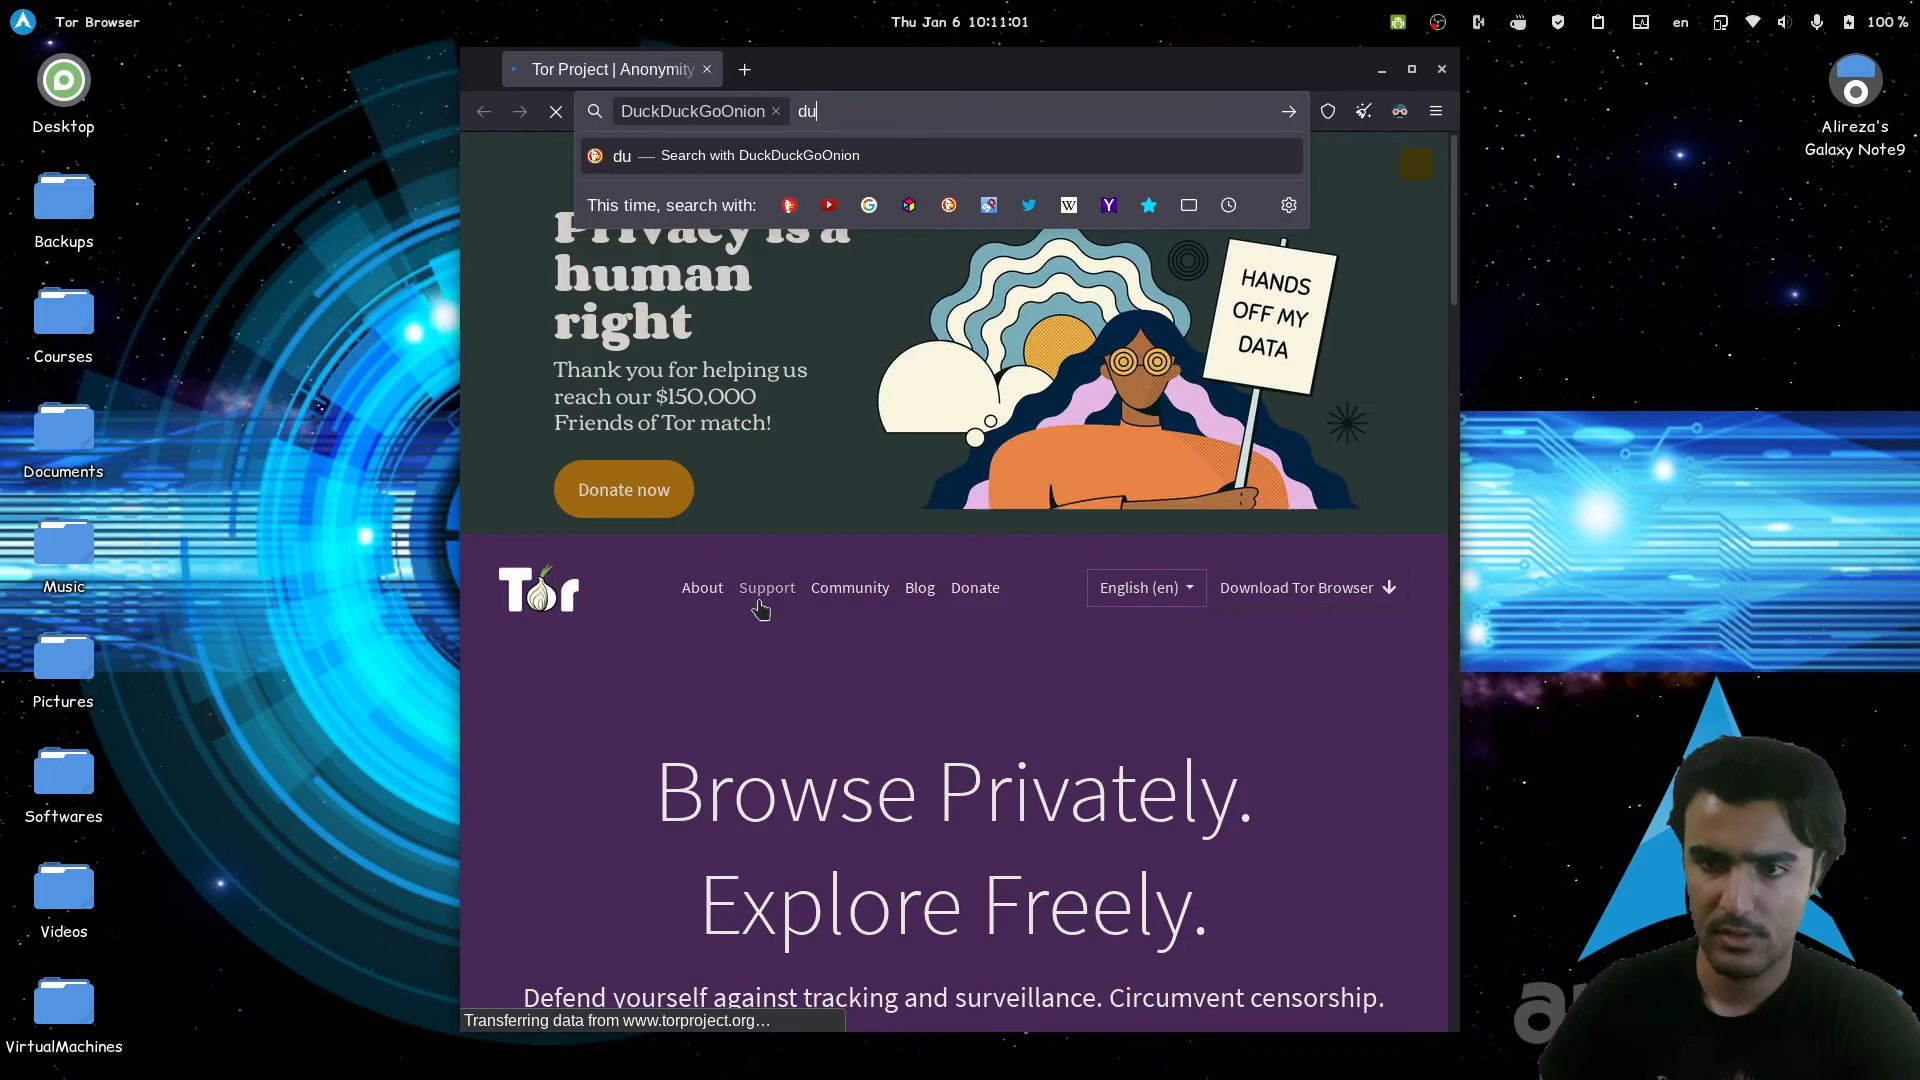 Tor Browser
Thu Jan 6 10:11:01
en
100 %
Tor Project | Anonymity
DuckDuckGoOnion
du
du — Search with DuckDuckGoOnion
This time, search with:
Privacy is a
human
right
Thank you for helping us
reach our $150,000
Friends of Tor match!
Donate now
HANDS
OFF MY
DATA
Tor
About
Support
Community
Blog
Donate
English (en)
Download Tor Browser
Browse Privately.
Explore Freely.
Defend yourself against tracking and surveillance. Circumvent censorship.
Transferring data from www.torproject.org…
Desktop
Backups
Courses
Documents
Music
Pictures
Softwares
Videos
VirtualMachines
Alireza's
Galaxy Note9